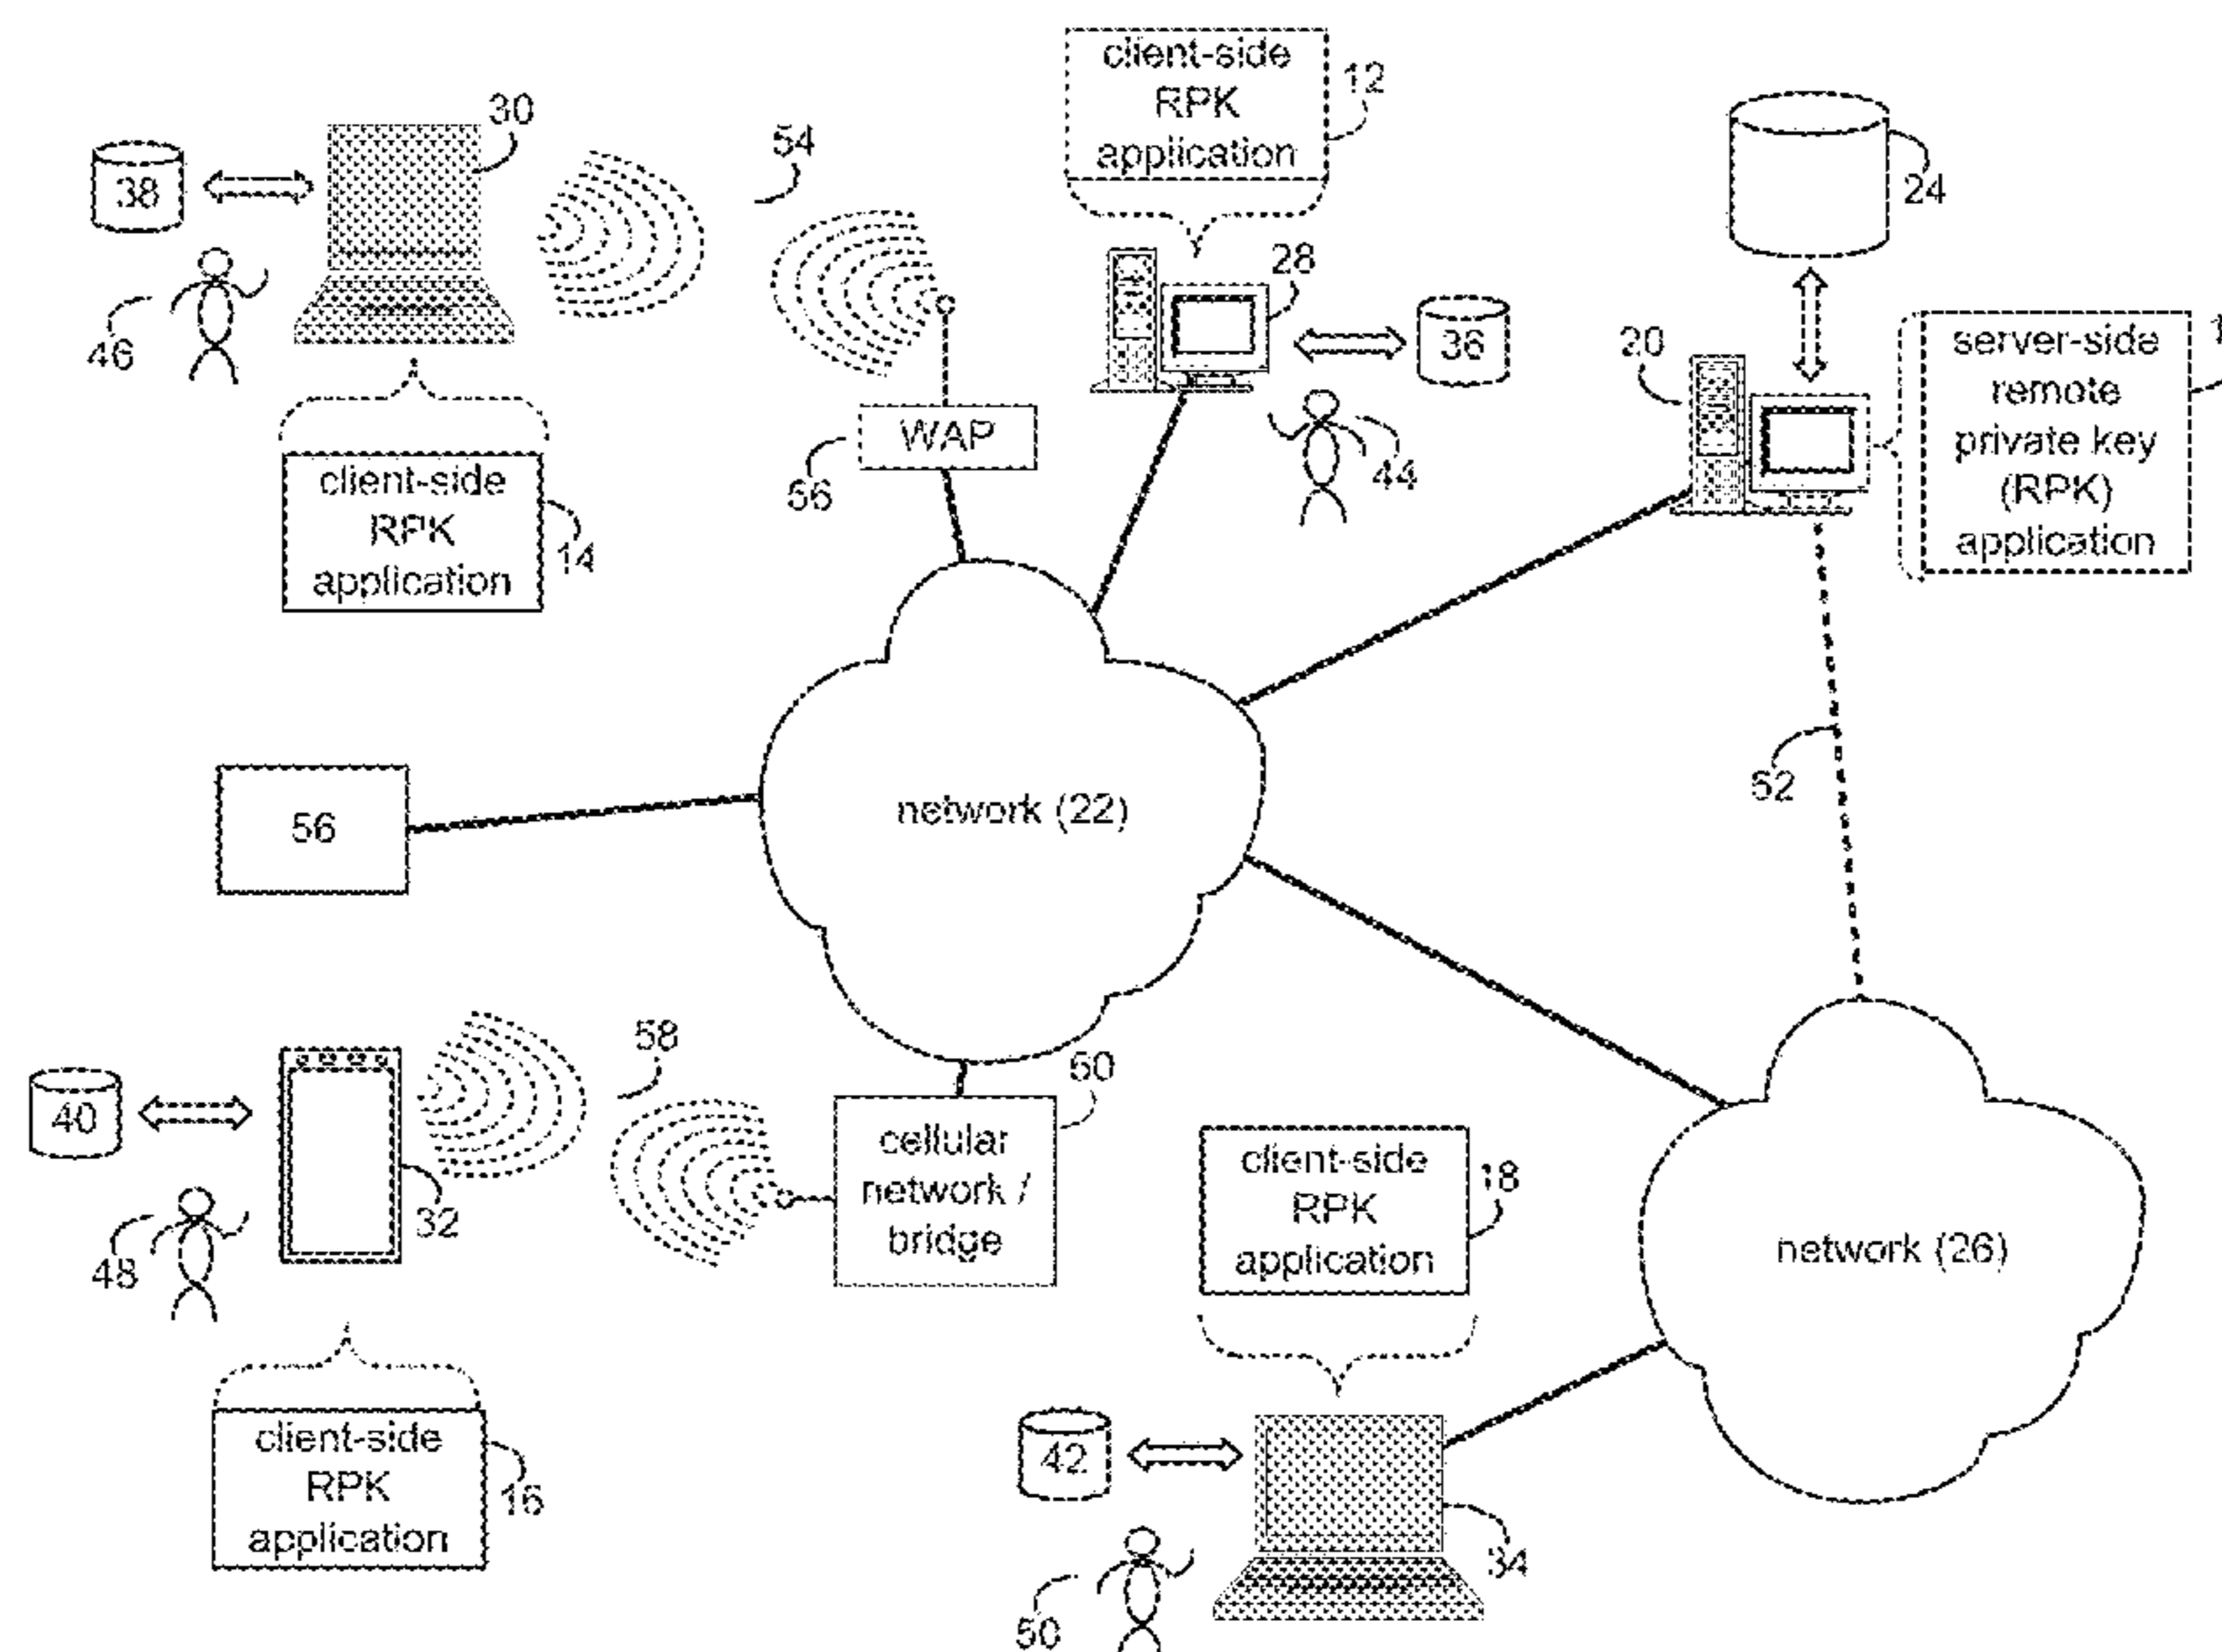 client-side
RPK
application
12
30
54
38
24
28
46
36
20
server-side
remote
private key
(RPK)
application
client-side
RPK
application
14
WAP
56
44
52
56
network (22)
58
60
40
32
48
cellular
network /
bridge
client-side
RPK
application
18
network (26)
client-side
RPK
application
16
42
34
50